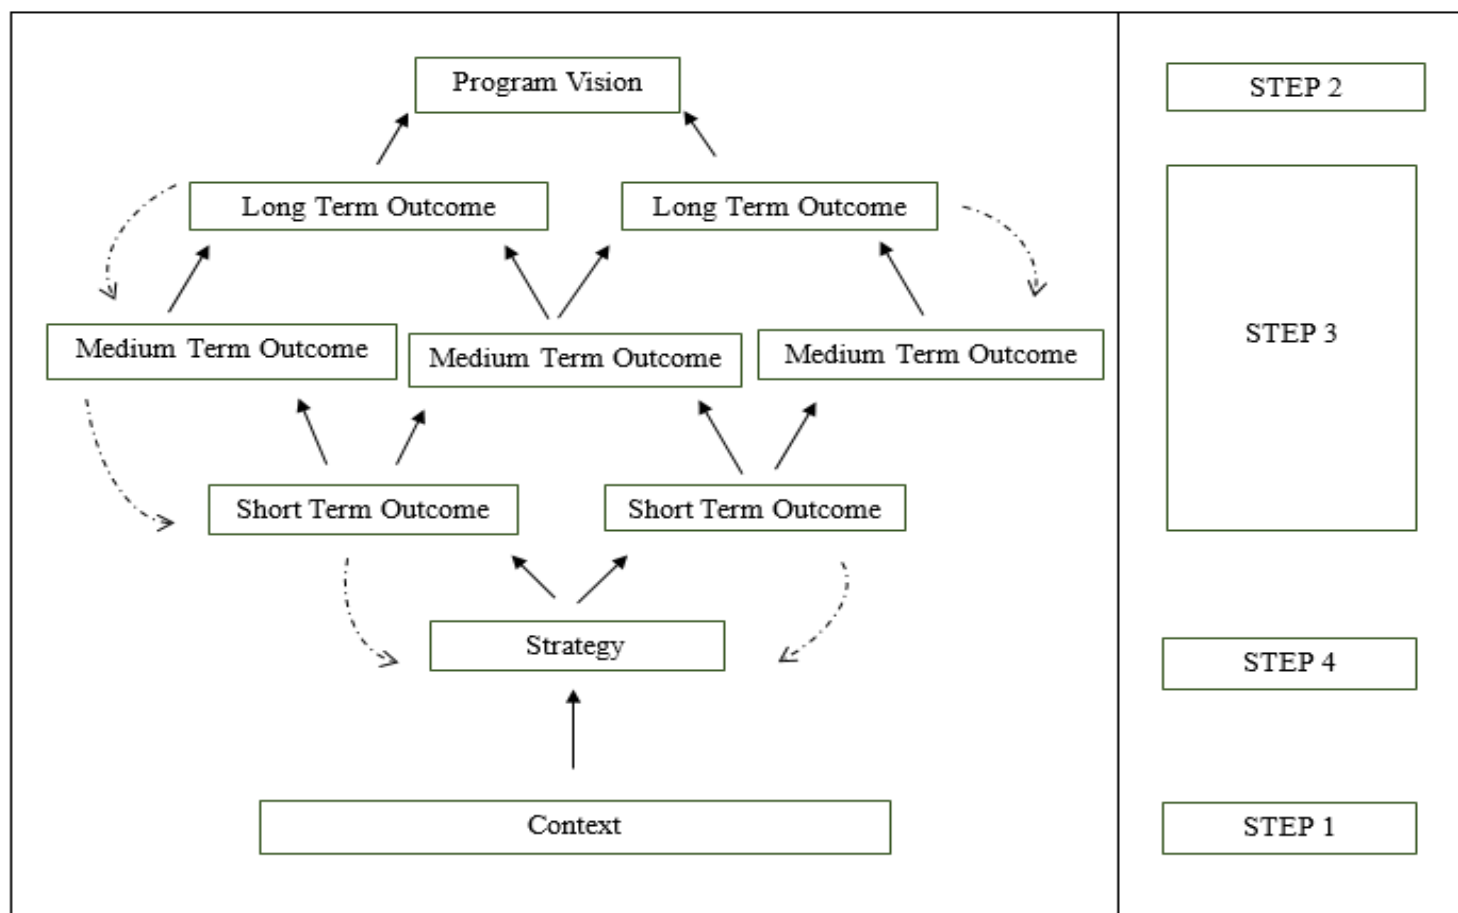 Program Vision
STEP 2
Long Term Outcome
Long Term Outcome
Medium Term Outcome
Medium Term Outcome
Medium Term Outcome
STEP 3
Short Term Outcome
Short Term Outcome
Strategy
STEP 4
Context
STEP 1